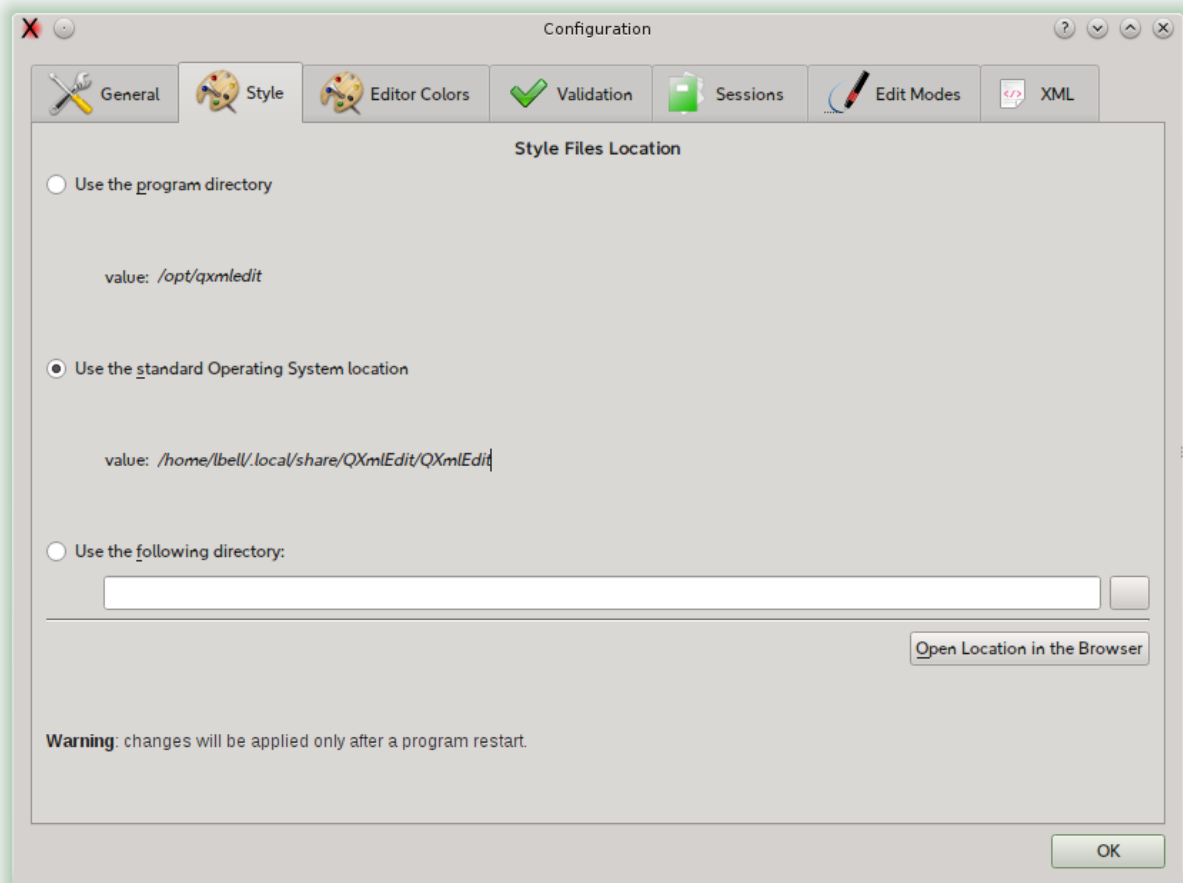 Configuration
General Style Editor Colors Validation Sessions Edit Modes XML
Style Files Location
Use the program directory
value: /opt/qxmledit
Use the standard Operating System location
value: /home/lbell/.local/share/QXmlEdit/QXmlEdit
Use the following directory:
Open Location in the Browser
Warning: changes will be applied only after a program restart.
OK